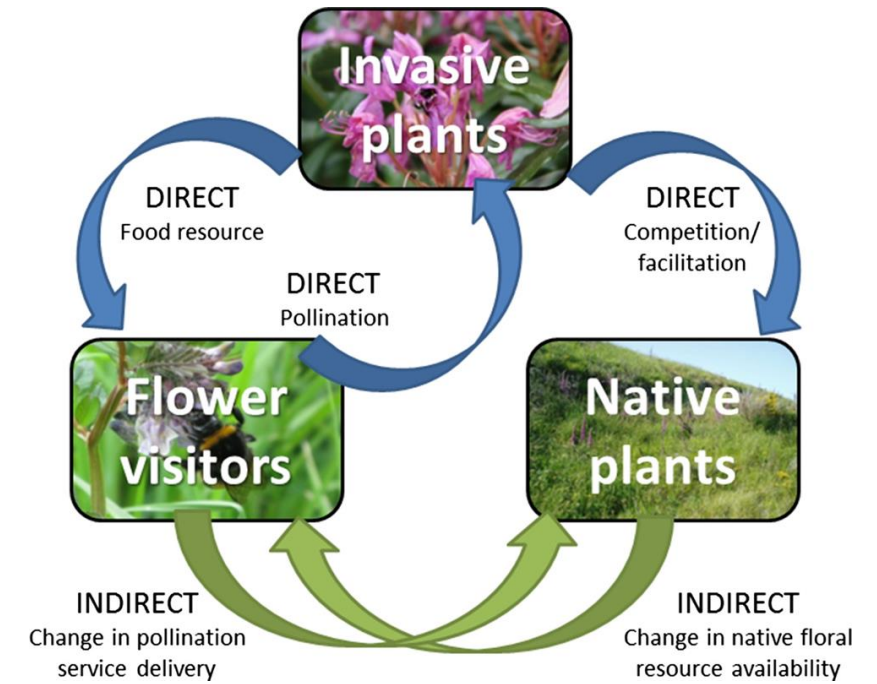 Invasive
plants
DIRECT
Food resource
DIRECT
Competition/
facilitation
DIRECT
Pollination
Flower
visitors
Native
plants
INDIRECT
Change in pollination
service delivery
INDIRECT
Change in native floral
resource availability